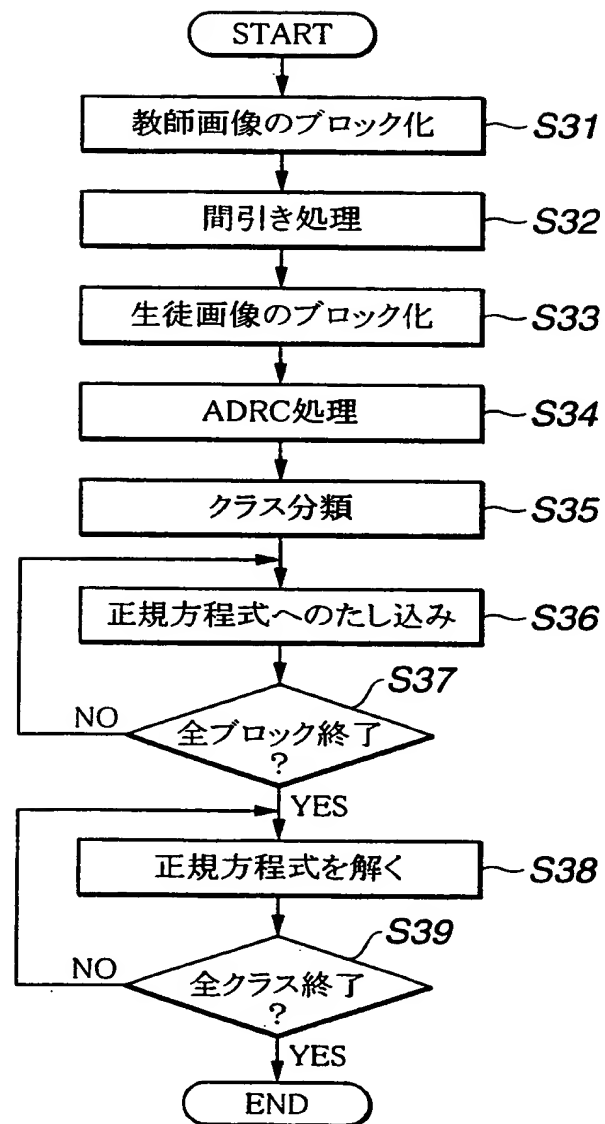 START
教師画像のブロック化
S31
間引き処理
S32
生徒画像のブロック化
S33
ADRC処理
S34
クラス分類
S35
正規方程式へのたし込み
S36
S37
NO
全ブロック終了
?
YES
正規方程式を解く
S38
S39
NO
全クラス終了
?
YES
END